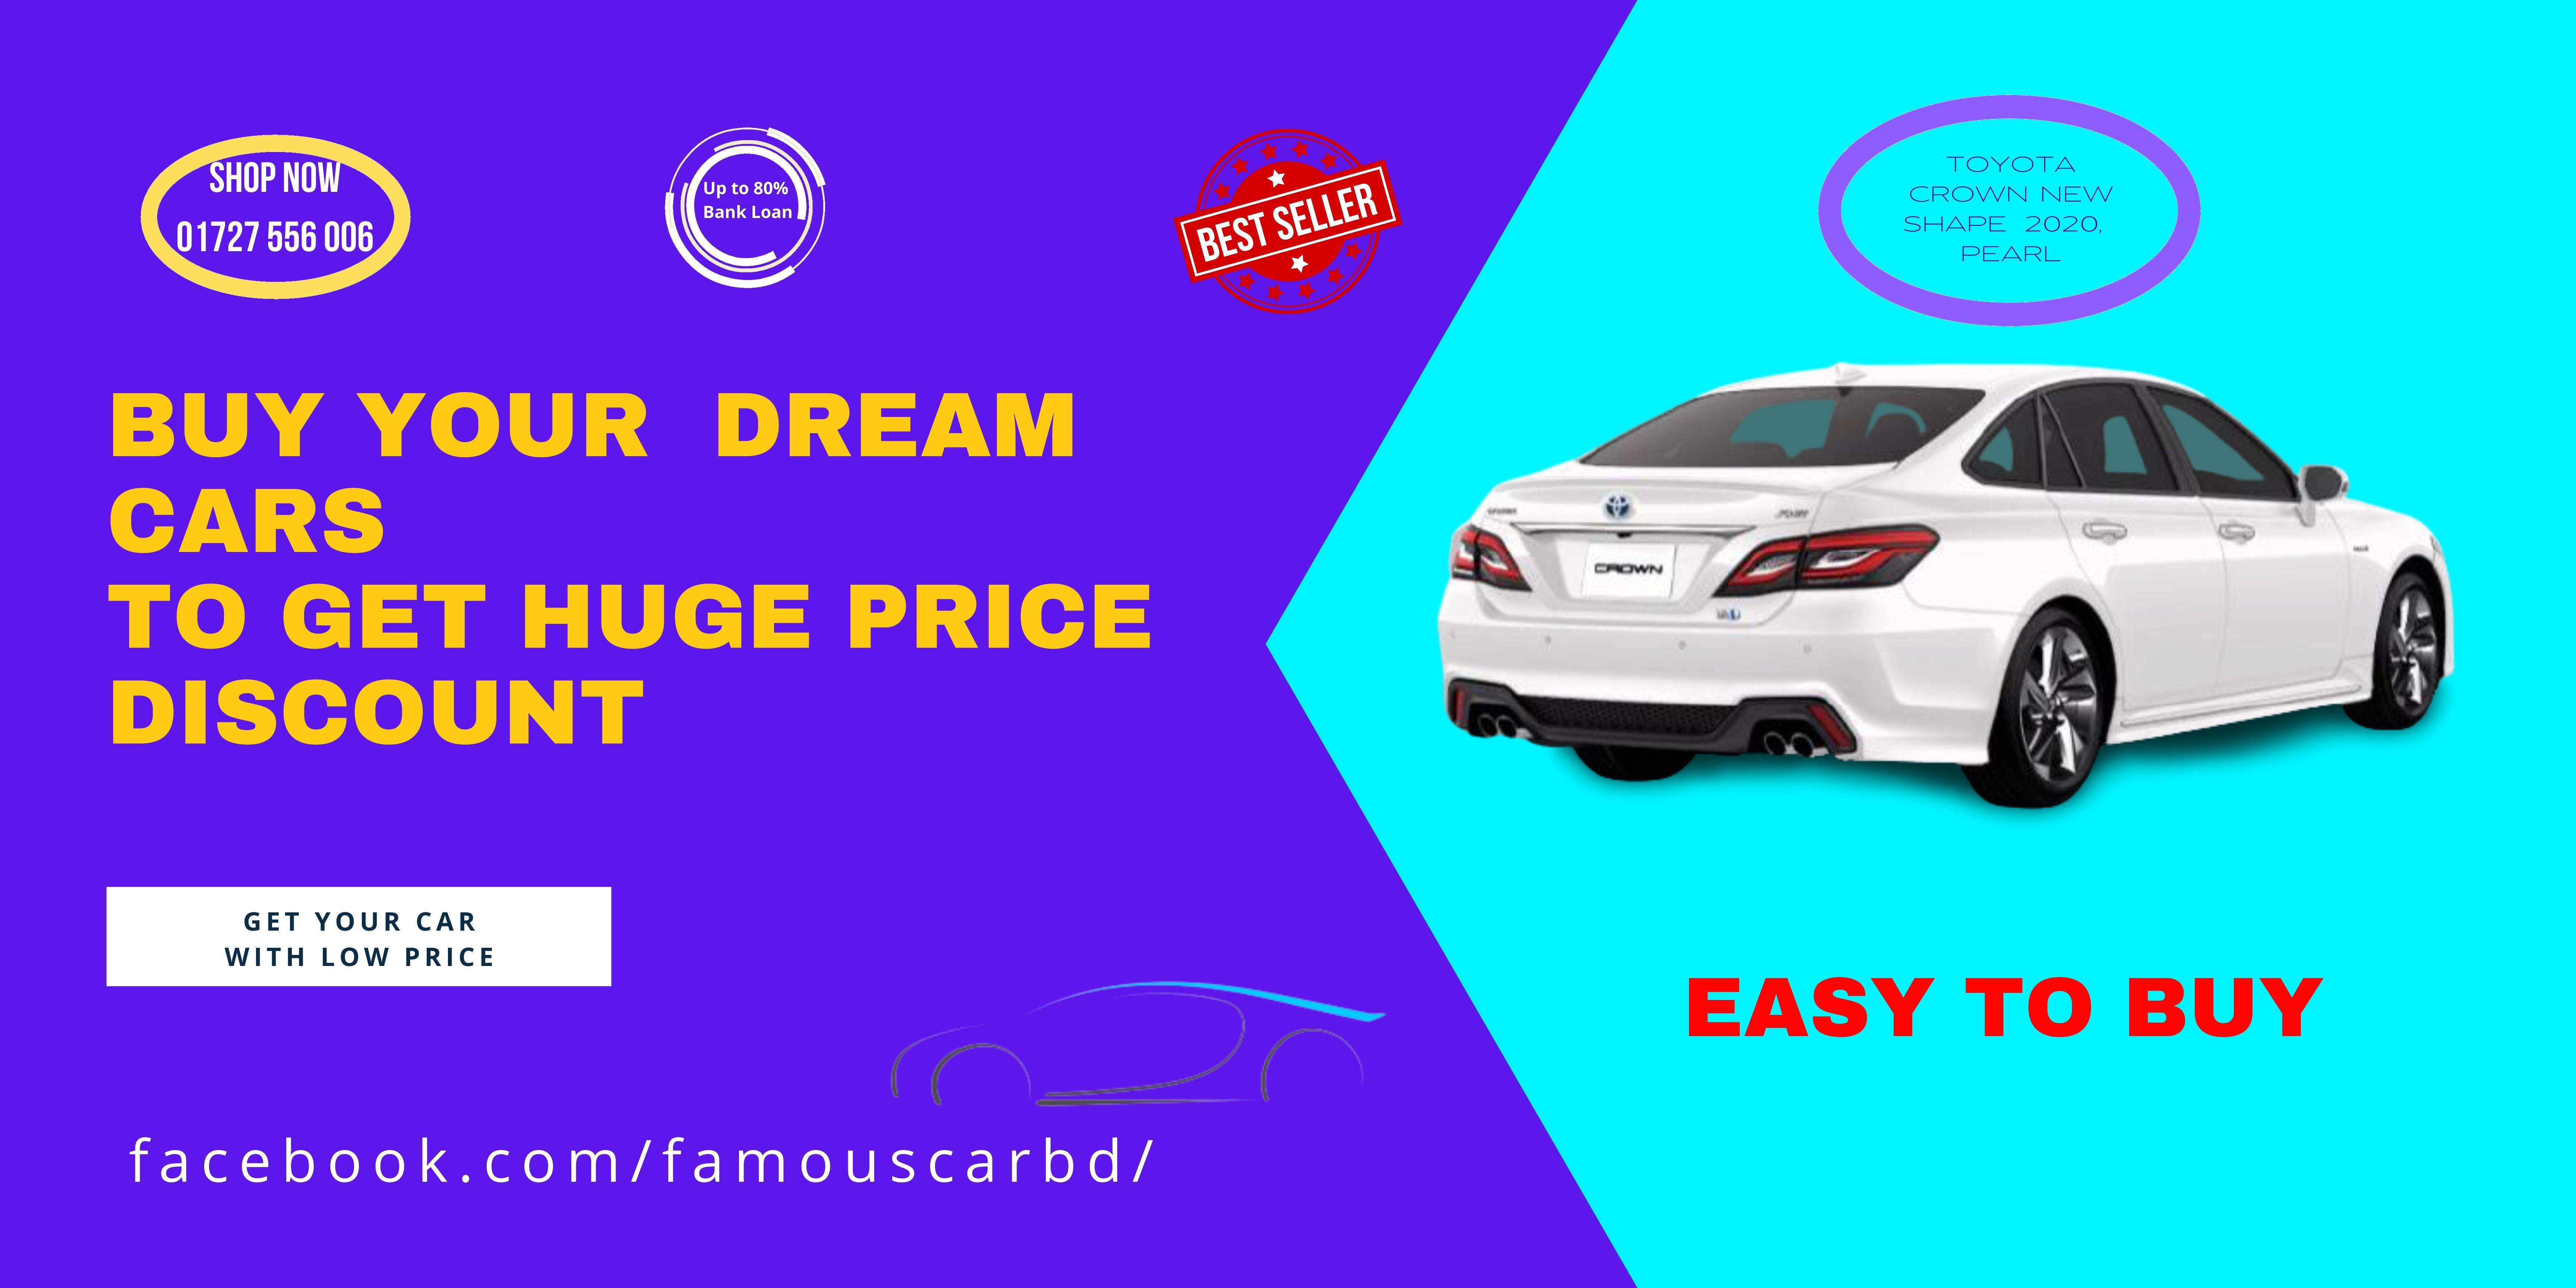 SHOP NOW
01727 556 006
Up to 80%
Bank Loan
BEST SELLER
TOYOTA
CROWN NEW
SHAPE 2020,
PEARL
BUY YOUR DREAM
CARS
TO GET HUGE PRICE
DISCOUNT
CROWN
GET YOUR CAR
WITH LOW PRICE
EASY TO BUY
facebook.com/famouscarbd/